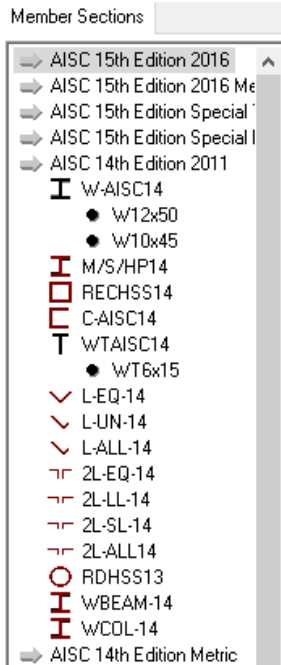 Member Sections
AISC 15th Edition 2016
AISC 15th Edition 2016 Me
AISC 15th Edition Special
AISC 15th Edition Special
AISC 14th Edition 2011
W-AISC14
W12x50
W10x45
M/S/HP14
RECHSS14
C-AISC14
WTAISC14
WT6x15
L-EQ-14
L-UN-14
L-ALL-14
2L-EQ-14
2L-LL-14
2L-SL-14
2L-ALL14
RDHSS13
WBEAM-14
WCOL-14
AISC 14th Edition Metric